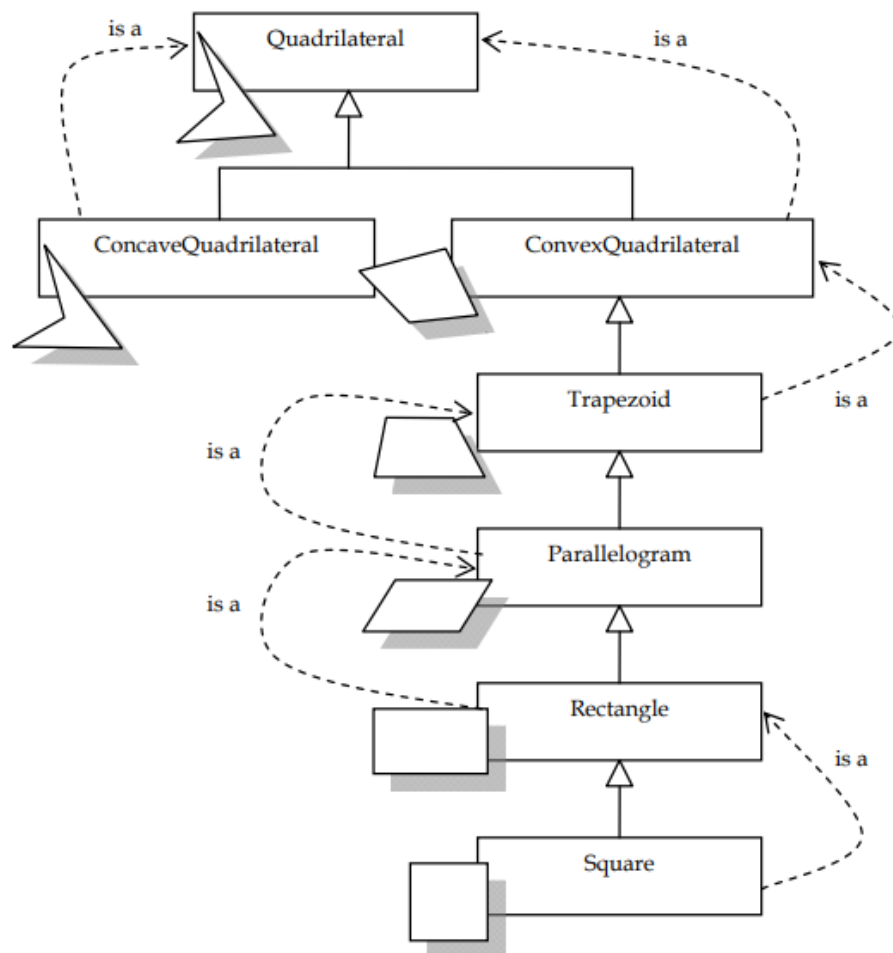 is a
Quadrilateral
is a
ConcaveQuadrilateral
ConvexQuadrilateral
Trapezoid
is a
is a
Parallelogram
is a
Rectangle
is a
Square